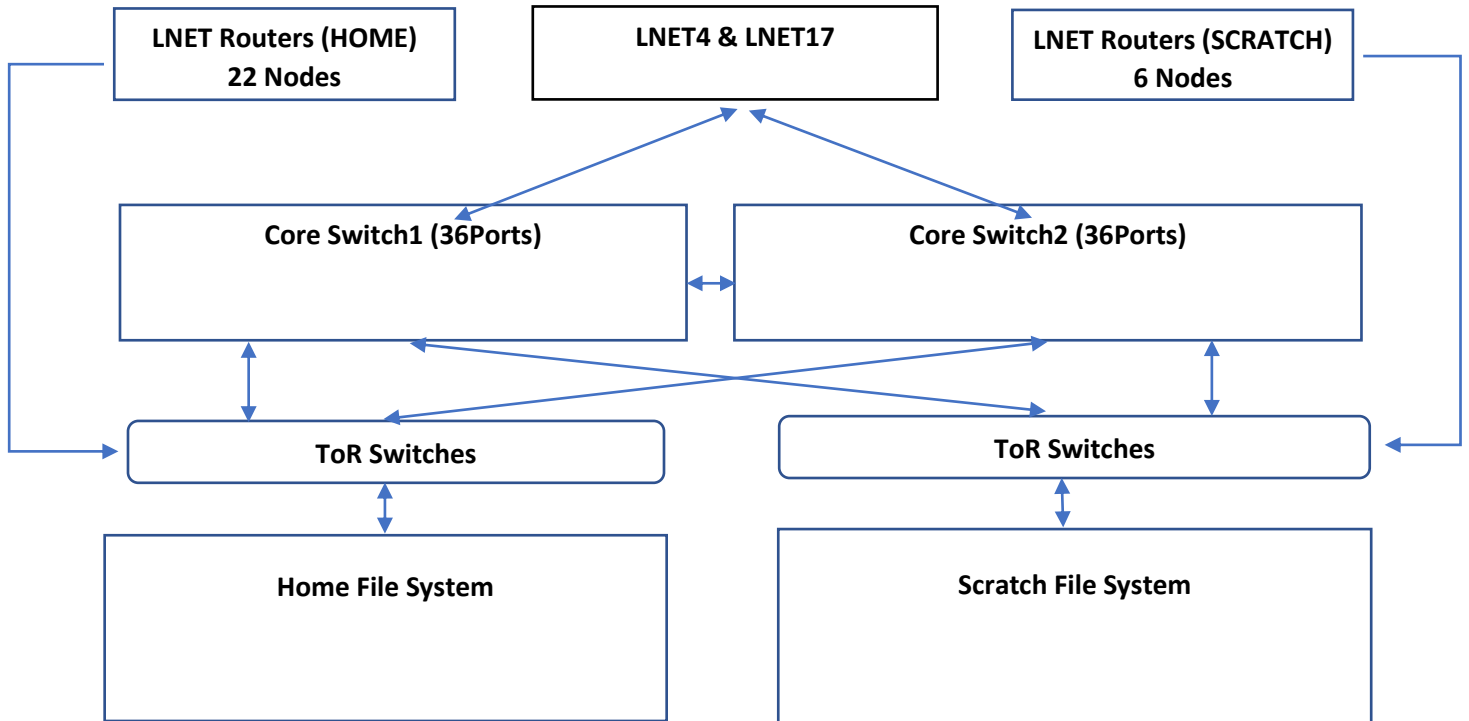 LNET Routers (HOME)
22 Nodes
LNET4 & LNET17
LNET Routers (SCRATCH)
6 Nodes
Core Switch1 (36Ports)
Core Switch2 (36Ports)
ToR Switches
ToR Switches
Home File System
Scratch File System